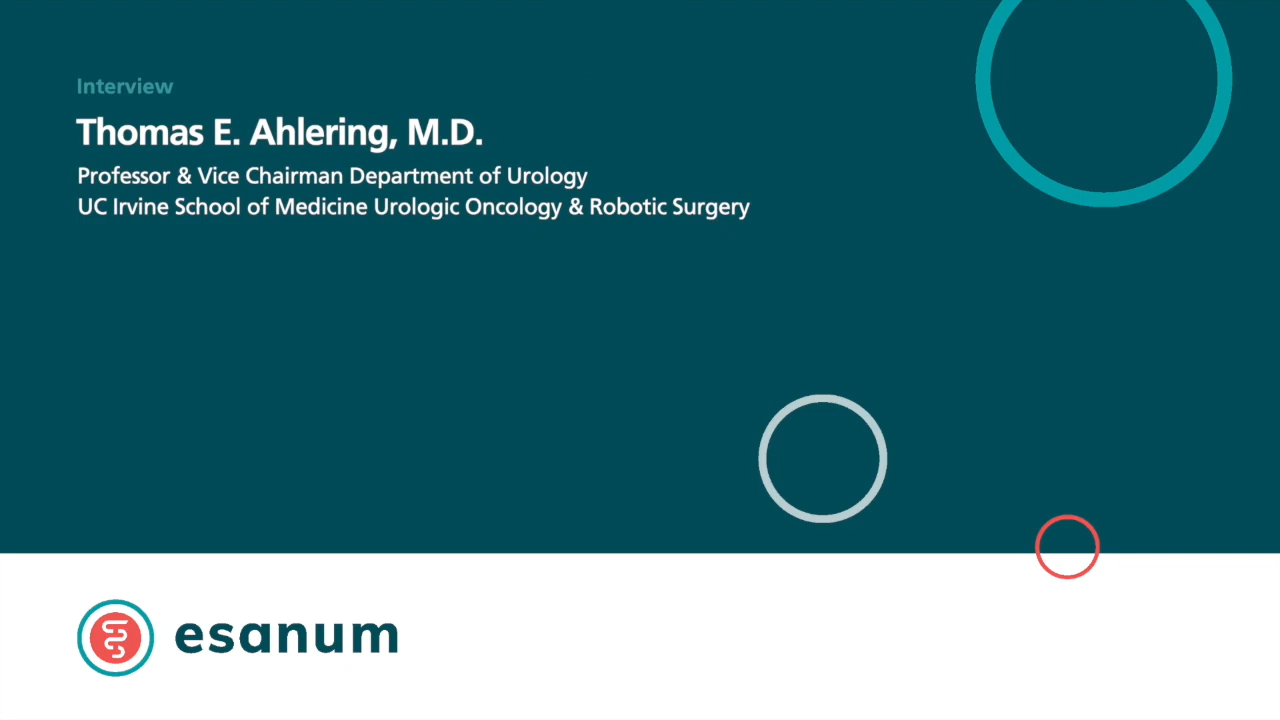 Interview
Thomas E. Ahlering, M.D.
Professor & Vice Chairman Department of Urology
UC Irvine School of Medicine Urologic Oncology & Robotic Surgery
esanum